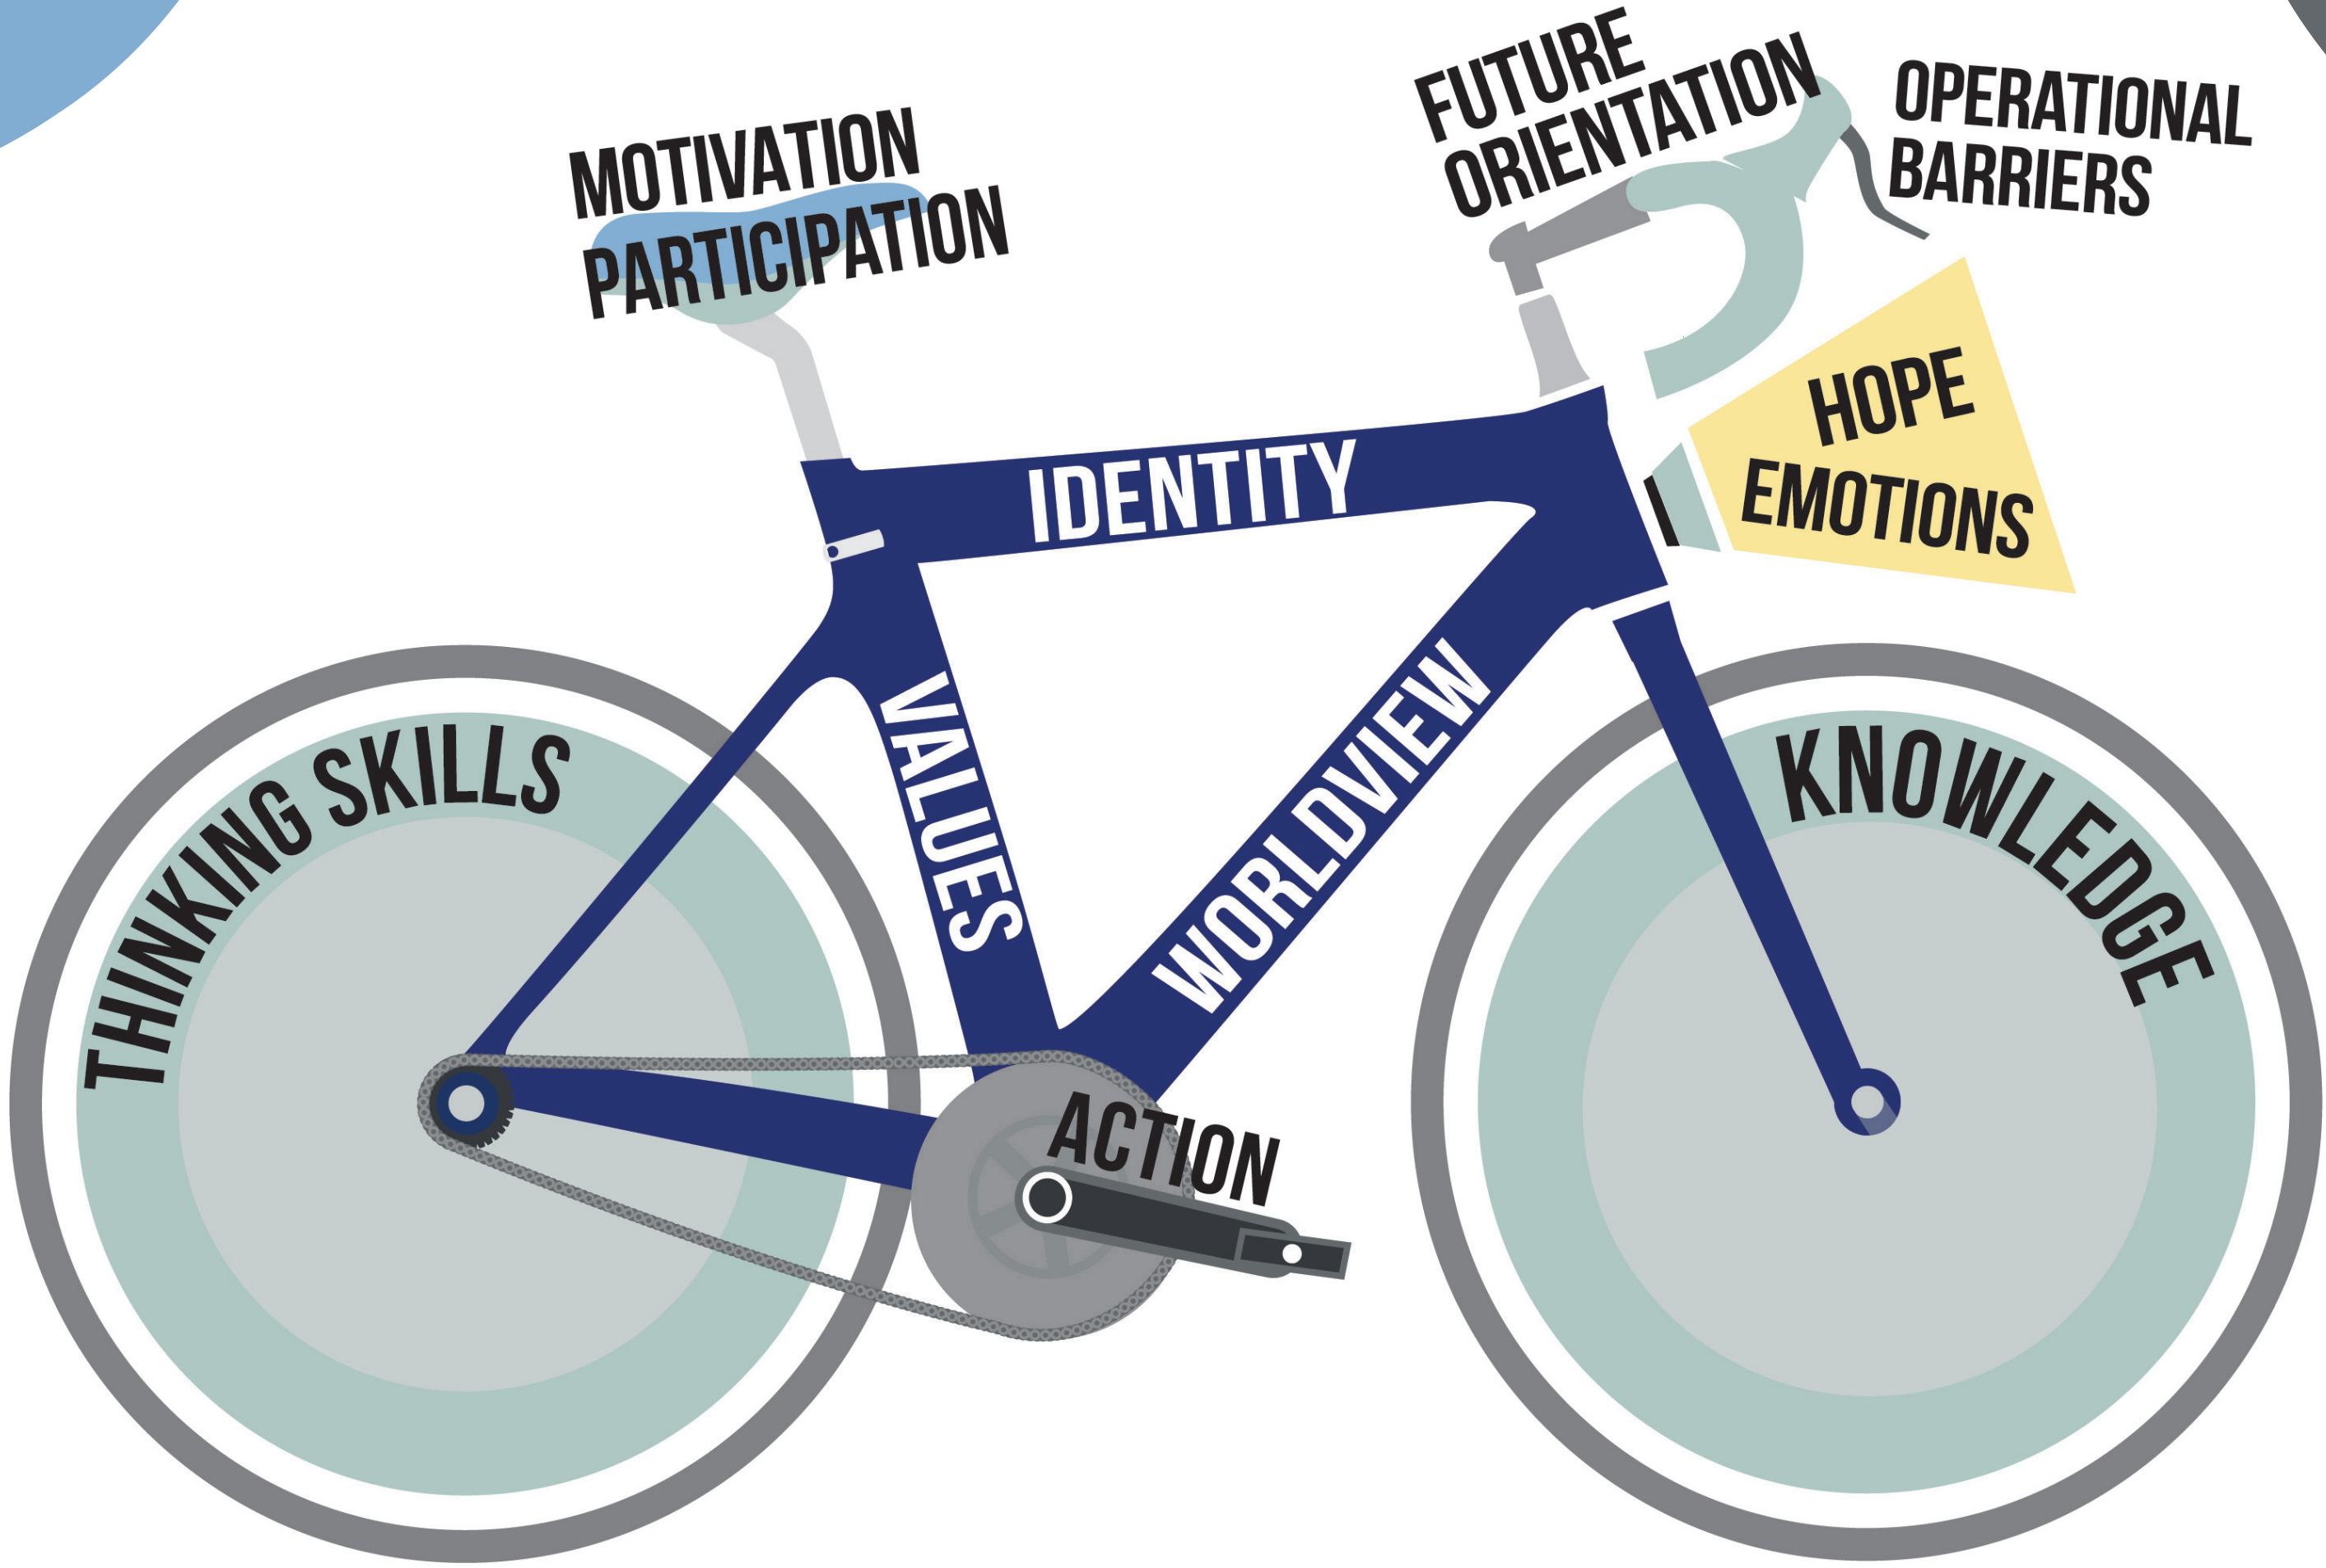 MOTIVATION
PARTICIPATION
FUTURE
ORIENTATION
OPERATIONAL
BARRIERS
HOPE
EMOTIONS
IDENTITY
VALUES
WORLDVIEW
THINKING SKILLS
KNOWLEDGE
ACTION